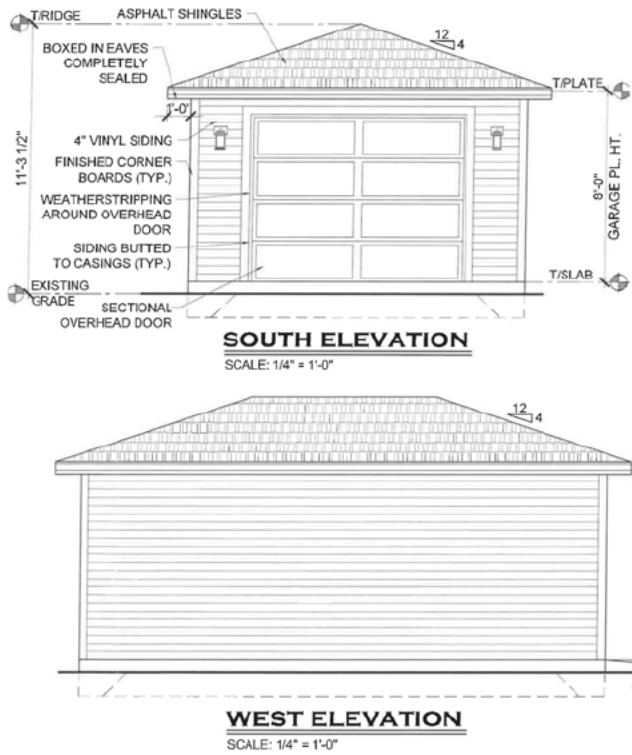 T/RIDGE
ASPHALT SHINGLES
12
4
BOXED IN EAVES
COMPLETELY
SEALED
T/PLATE
1'-0"
4" VINYL SIDING
FINISHED CORNER
BOARDS (TYP.)
WEATHERSTRIPPING
AROUND OVERHEAD
DOOR
SIDING BUTTED
TO CASINGS (TYP.)
11'-3 1/2"
8'-0"
GARAGE PL. HT.
EXISTING
GRADE
T/SLAB
SECTIONAL
OVERHEAD DOOR
SOUTH ELEVATION
SCALE: 1/4" = 1'-0"
12
4
WEST ELEVATION
SCALE: 1/4" = 1'-0"